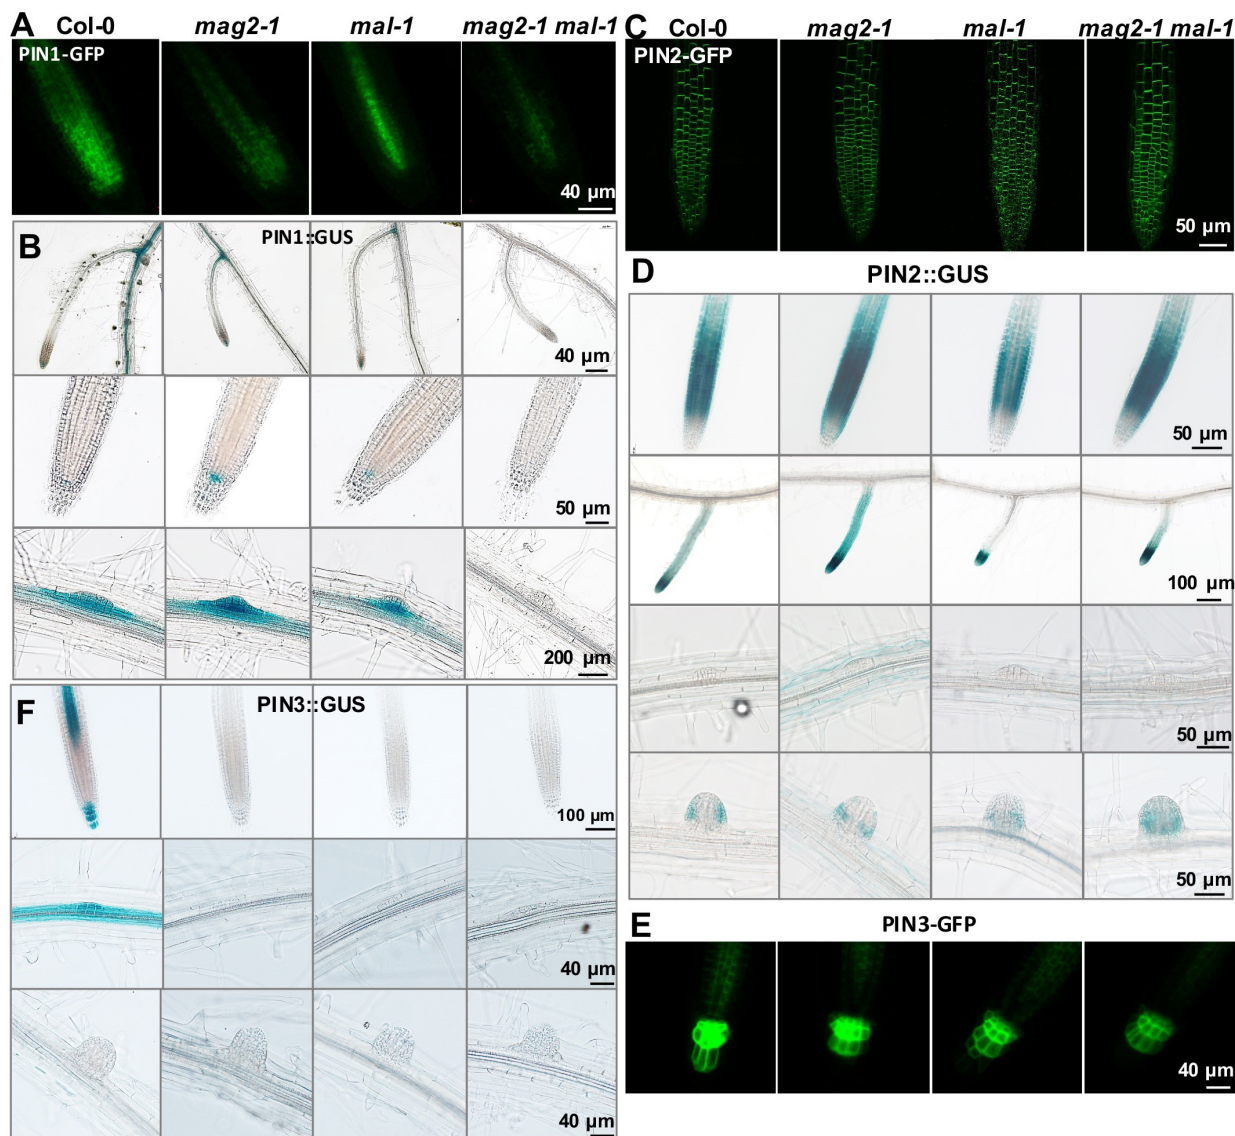 A Col-0 mag2-1 mal-1 mag2-1 mal-1
PIN1-GFP
40 µm
B PIN1::GUS
40 µm
50 µm
200 µm
F PIN3::GUS
100 µm
40 µm
40 µm
C Col-0 mag2-1 mal-1 mag2-1 mal-1
PIN2-GFP
50 µm
D PIN2::GUS
50 µm
100 µm
50 µm
50 µm
E PIN3-GFP
40 µm